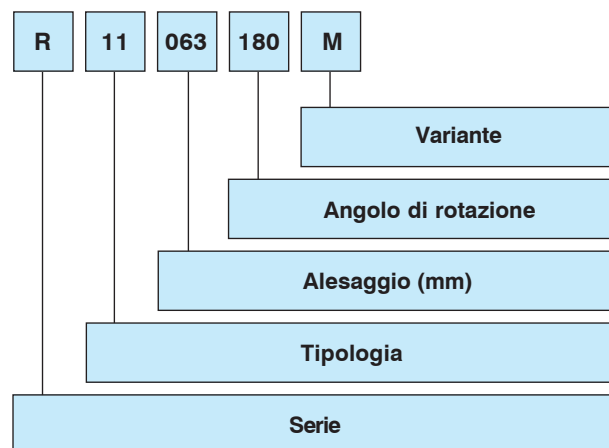 R 11 063 180 M
Variante
Angolo di rotazione
Alesaggio (mm)
Tipologia
Serie